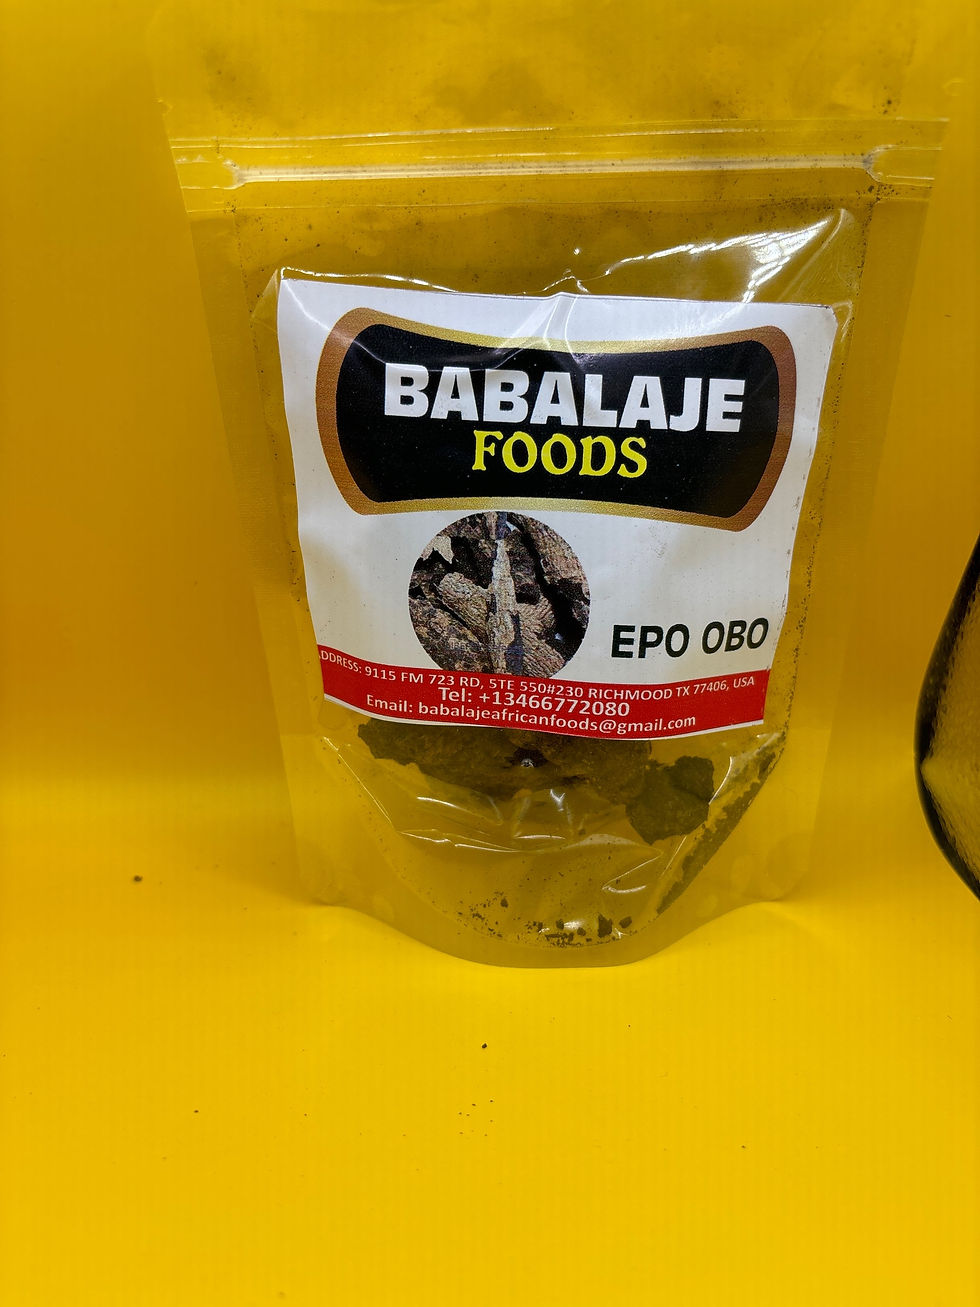 BABALAJE
FOODS
EPO OBO
DDRESS: 9115 FM 723 RD, STE 550#230 RICHMOOD TX 77406, USA
Tel: +13466772080
Email: babalajeafricanfoods@gmail.com